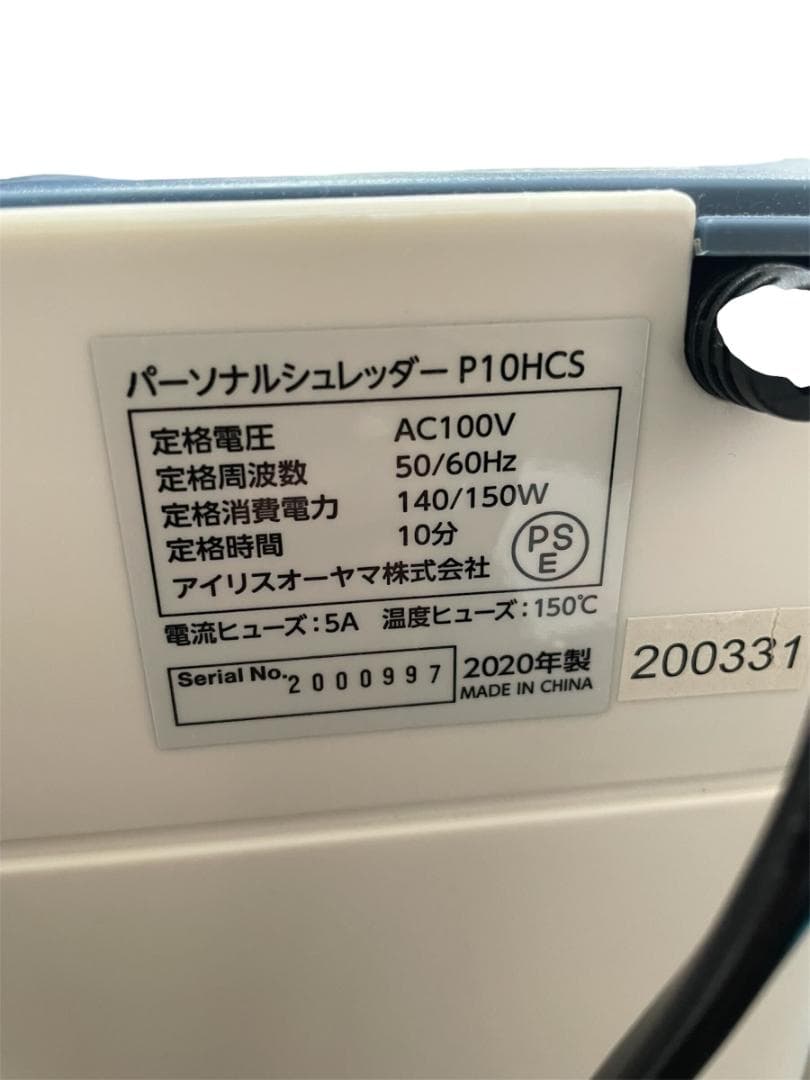 パーソナルシュレッダー P10HCS
定格電圧 AC100V
定格周波数 50/60Hz
定格消費電力 140/150W
定格時間 10分
アイリスオーヤマ株式会社
PS
E
電流ヒューズ:5A 温度ヒューズ:150℃
Serial No. 2000997
2020年製
MADE IN CHINA
200331